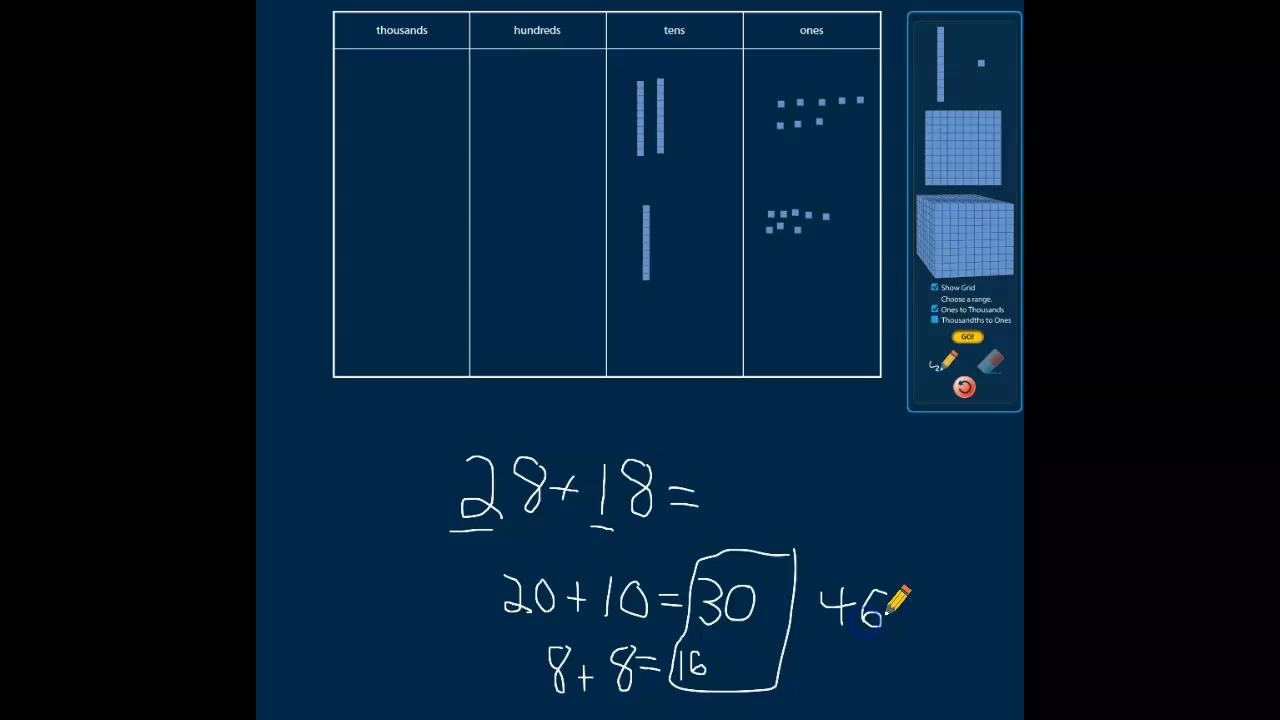 thousands hundreds tens ones
Show Grid
Choose a range.
Ones to Thousands
Thousandths to Ones
GO!
28+18=
20+10=30 46
8+8=16